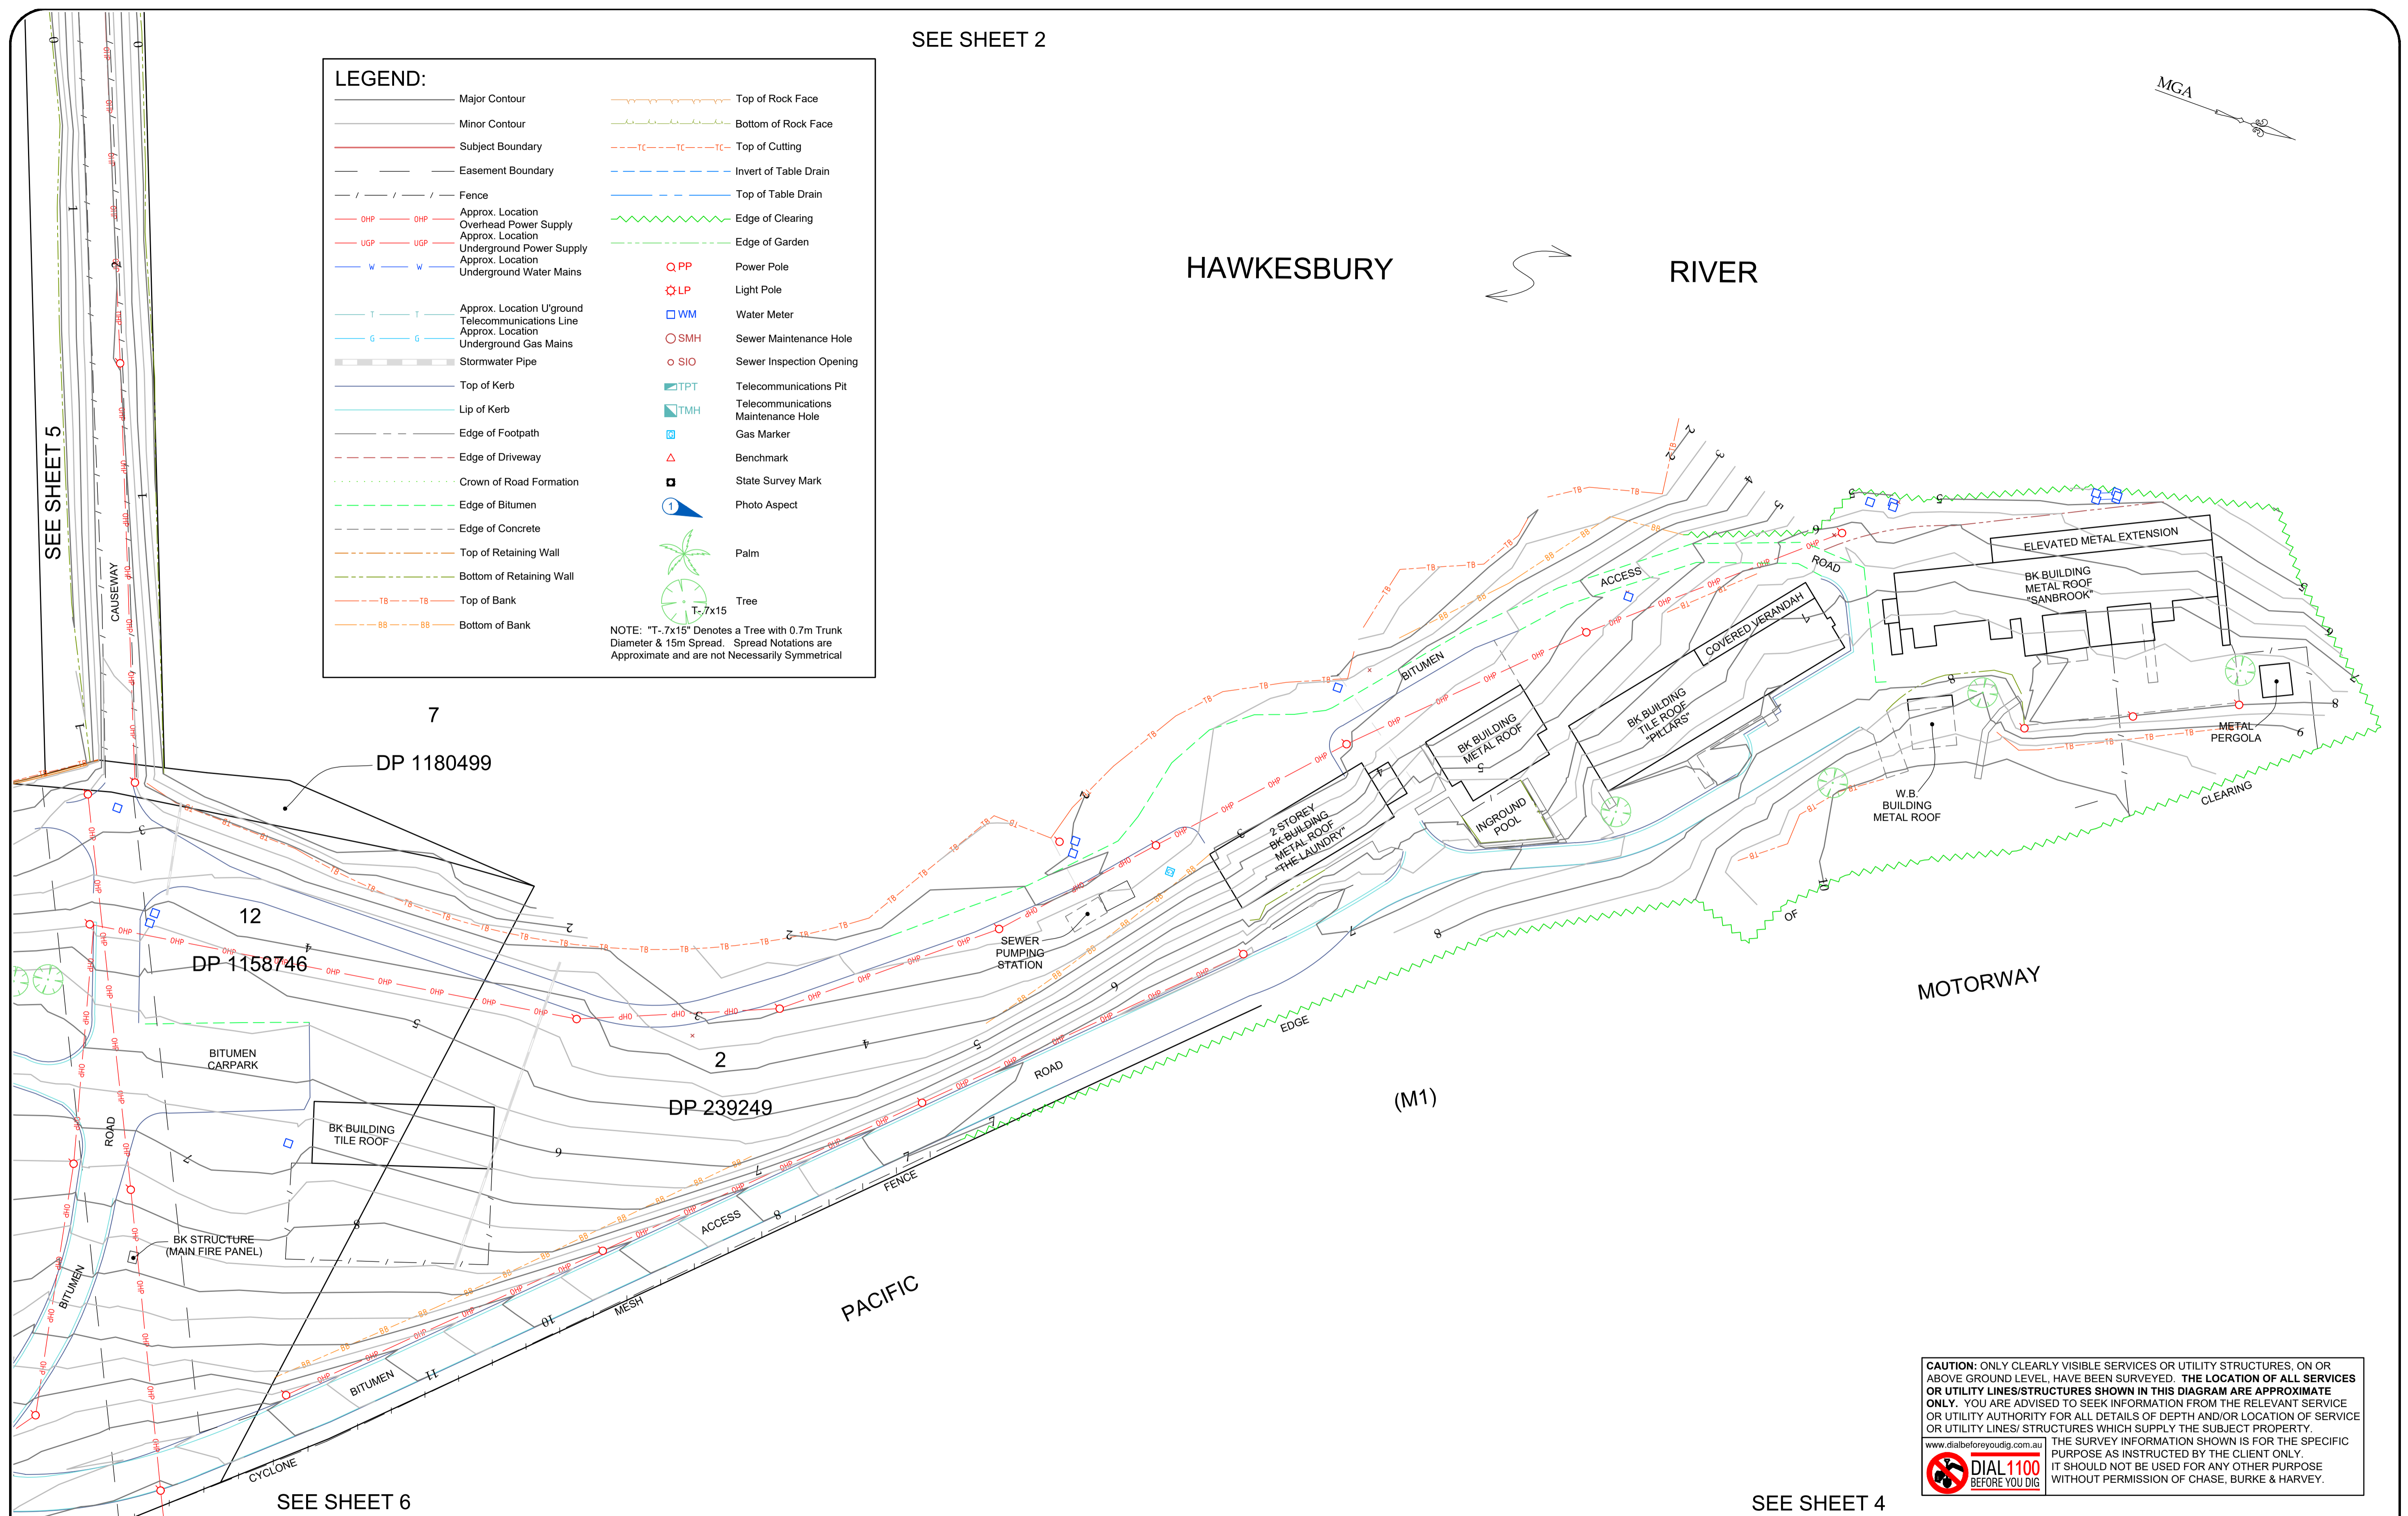 SEE SHEET 2
LEGEND:
Major Contour
Minor Contour
Subject Boundary
Easement Boundary
Fence
OHP OHP Approx. Location
Overhead Power Supply
UGP UGP Approx. Location
Underground Power Supply
W W Approx. Location
Underground Water Mains
T T Approx. Location U'ground
Telecommunications Line
G G Approx. Location
Underground Gas Mains
Stormwater Pipe
Top of Kerb
Lip of Kerb
Edge of Footpath
Edge of Driveway
Crown of Road Formation
Edge of Bitumen
Edge of Concrete
Top of Retaining Wall
Bottom of Retaining Wall
TB TB Top of Bank
BB BB Bottom of Bank
Top of Rock Face
Bottom of Rock Face
TC TC TC Top of Cutting
Invert of Table Drain
Top of Table Drain
Edge of Clearing
Edge of Garden
PP Power Pole
LP Light Pole
WM Water Meter
SMH Sewer Maintenance Hole
SIO Sewer Inspection Opening
TPT Telecommunications Pit
TMH Telecommunications
Maintenance Hole
G Gas Marker
Benchmark
State Survey Mark
1 Photo Aspect
Palm
Tree
T-.7x15
NOTE: "T-.7x15" Denotes a Tree with 0.7m Trunk
Diameter & 15m Spread. Spread Notations are
Approximate and are not Necessarily Symmetrical
MGA
HAWKESBURY RIVER
SEE SHEET 5
CAUSEWAY
7
DP 1180499
12
DP 1158746
2
DP 239249
BITUMEN
CARPARK
ROAD
BITUMEN
BK BUILDING
TILE ROOF
BK STRUCTURE
(MAIN FIRE PANEL)
SEWER
PUMPING
STATION
2 STOREY
BK BUILDING
METAL ROOF
"THE LAUNDRY"
BK BUILDING
METAL ROOF
INGROUND
POOL
BK BUILDING
TILE ROOF
"PILLARS"
COVERED VERANDAH
BITUMEN
ACCESS
ROAD
ELEVATED METAL EXTENSION
BK BUILDING
METAL ROOF
"SANBROOK"
METAL
PERGOLA
W.B.
BUILDING
METAL ROOF
EDGE
OF
CLEARING
BITUMEN
ACCESS
ROAD
CYCLONE
MESH
FENCE
PACIFIC
(M1)
MOTORWAY
SEE SHEET 6
SEE SHEET 4
CAUTION: ONLY CLEARLY VISIBLE SERVICES OR UTILITY STRUCTURES, ON OR
ABOVE GROUND LEVEL, HAVE BEEN SURVEYED. THE LOCATION OF ALL SERVICES
OR UTILITY LINES/STRUCTURES SHOWN IN THIS DIAGRAM ARE APPROXIMATE
ONLY. YOU ARE ADVISED TO SEEK INFORMATION FROM THE RELEVANT SERVICE
OR UTILITY AUTHORITY FOR ALL DETAILS OF DEPTH AND/OR LOCATION OF SERVICE
OR UTILITY LINES/ STRUCTURES WHICH SUPPLY THE SUBJECT PROPERTY.
www.dialbeforeyoudig.com.au
DIAL1100
BEFORE YOU DIG
THE SURVEY INFORMATION SHOWN IS FOR THE SPECIFIC
PURPOSE AS INSTRUCTED BY THE CLIENT ONLY.
IT SHOULD NOT BE USED FOR ANY OTHER PURPOSE
WITHOUT PERMISSION OF CHASE, BURKE & HARVEY.